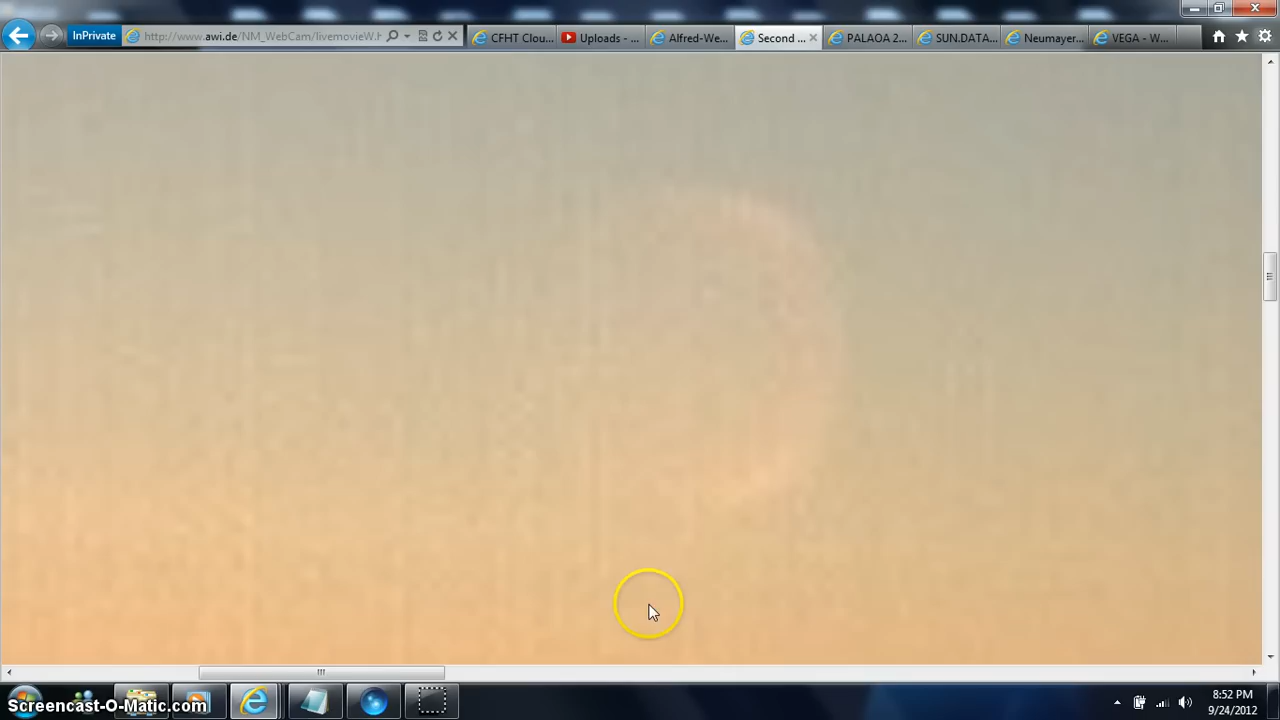 InPrivate
http://www.awi.de/NM_WebCam/livemovieW.H
CFHT Clou...
Uploads - ...
Alfred-We...
Second ...
PALAOA 2...
SUN.DATA...
Neumayer...
VEGA - W...
8:52 PM
9/24/2012
Screencast-O-Matic.com